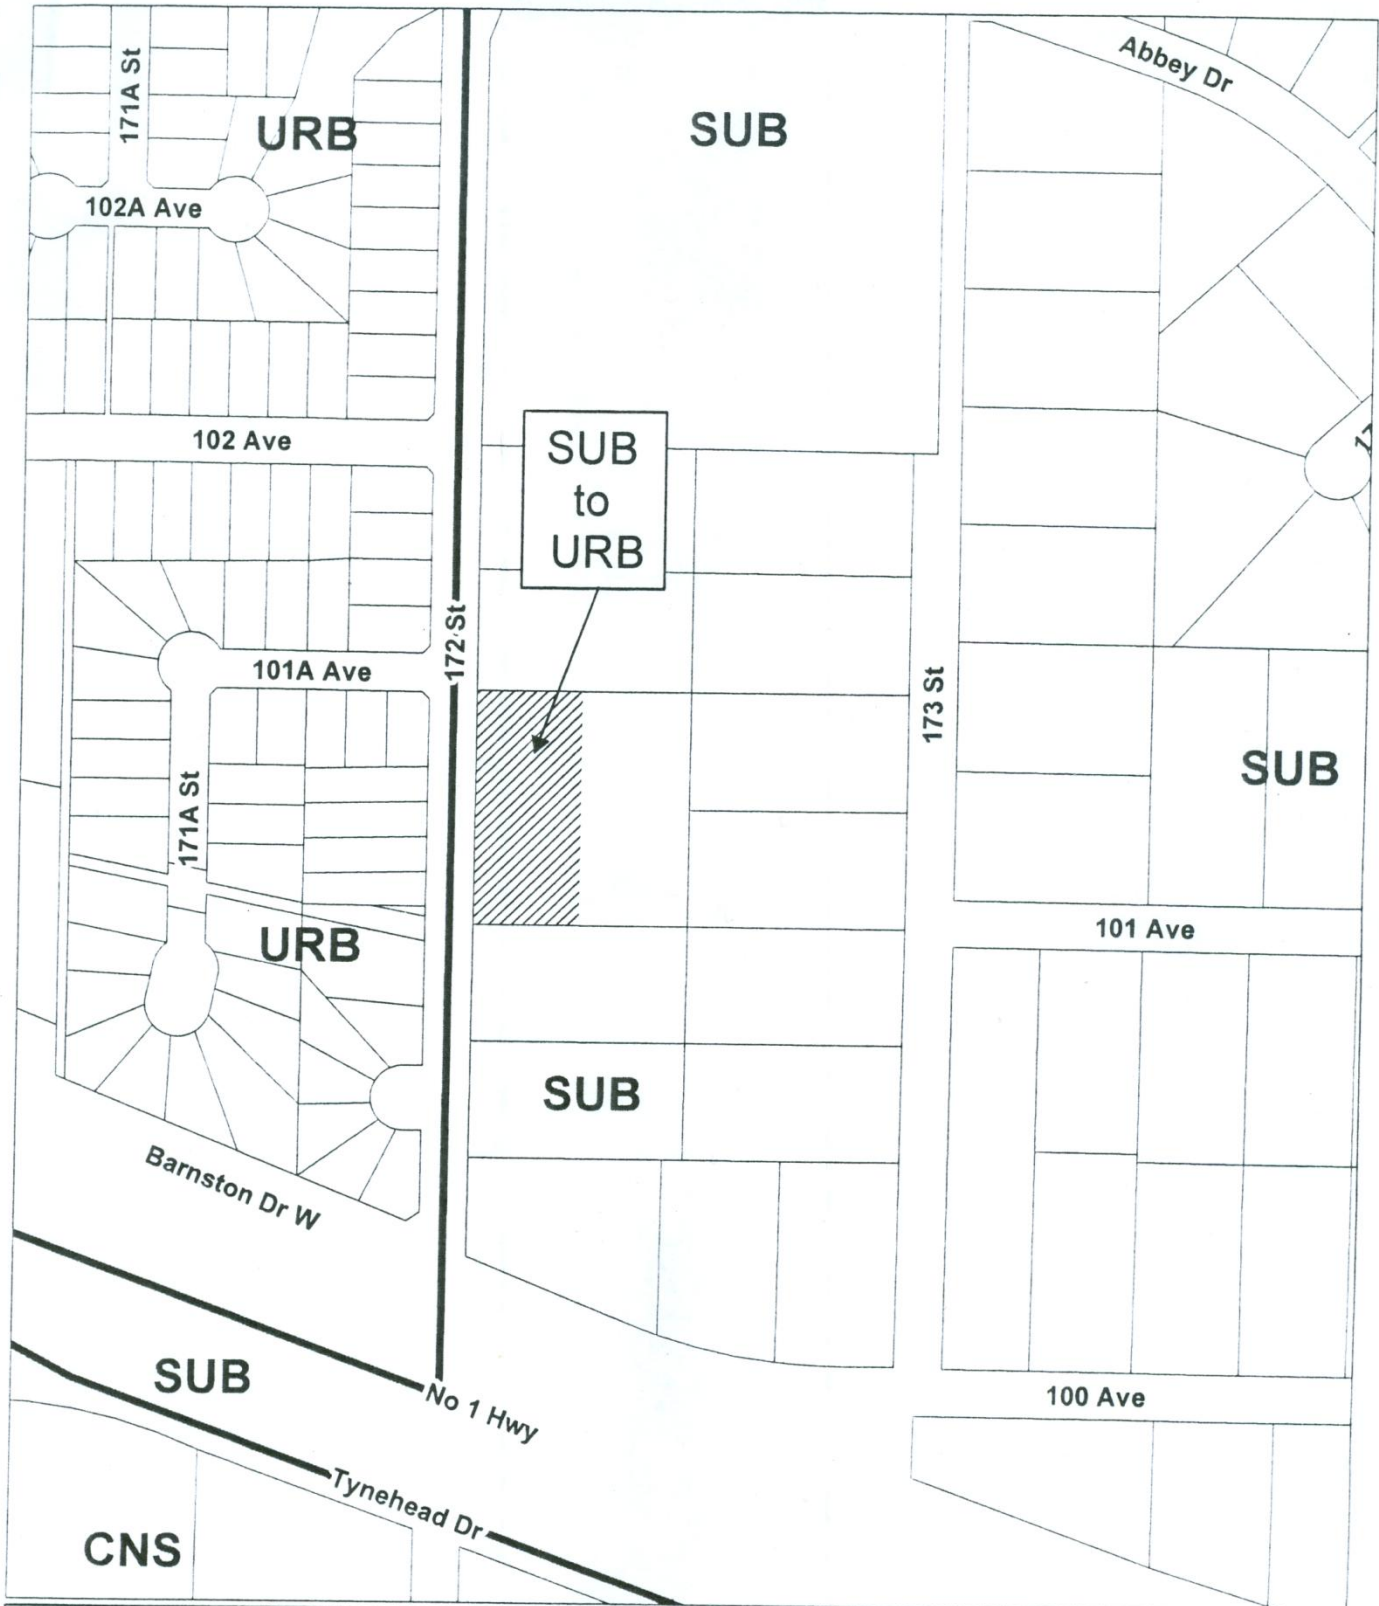 Abbey Dr
171A St
URB
SUB
102A Ave
102 Ave
SUB
to
URB
172 St
101A Ave
173 St
SUB
171A St
101 Ave
URB
SUB
Barnston Dr W
SUB
No 1 Hwy
100 Ave
Tynehead Dr
CNS